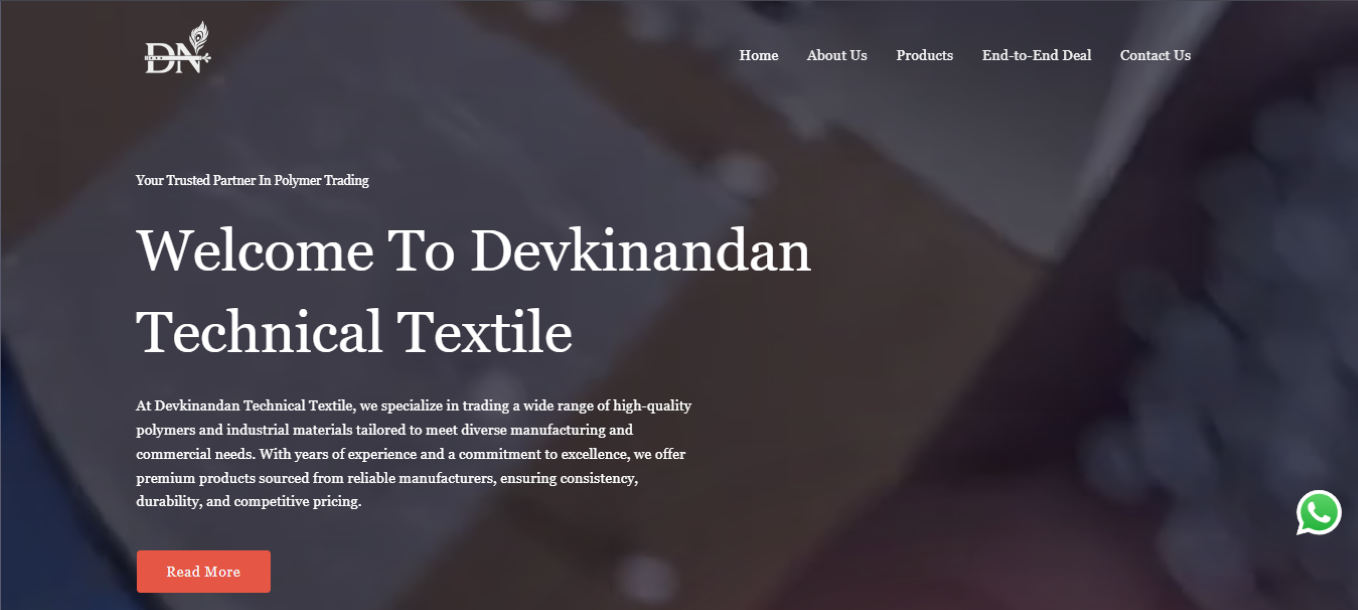 DN
Home About Us Products End-to-End Deal Contact Us
Your Trusted Partner In Polymer Trading
Welcome To Devkinandan
Technical Textile
At Devkinandan Technical Textile, we specialize in trading a wide range of high-quality
polymers and industrial materials tailored to meet diverse manufacturing and
commercial needs. With years of experience and a commitment to excellence, we offer
premium products sourced from reliable manufacturers, ensuring consistency,
durability, and competitive pricing.
Read More